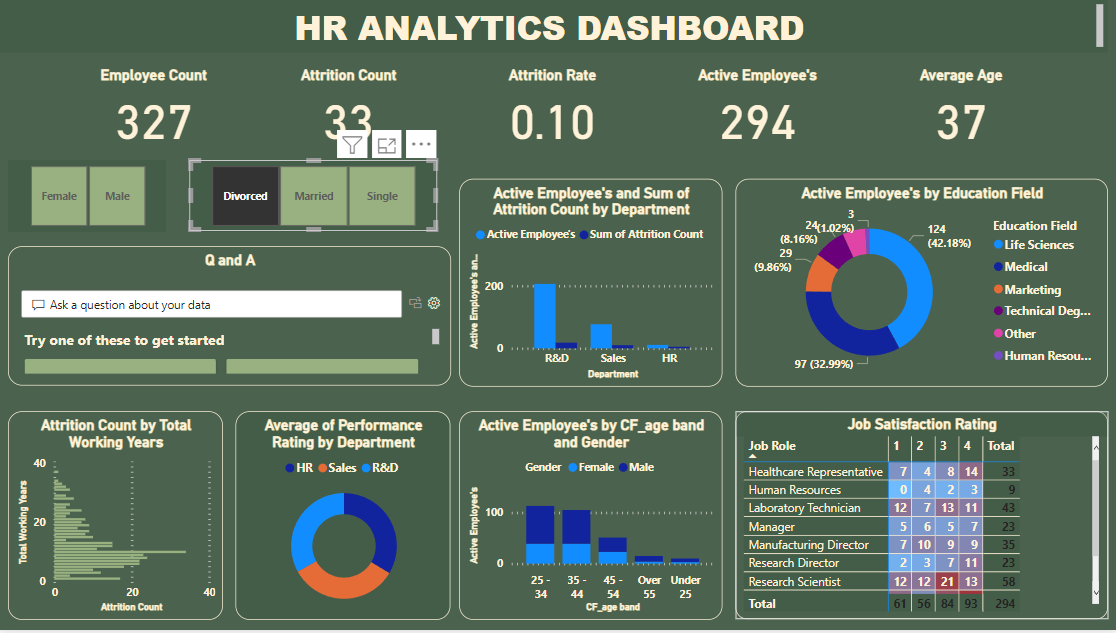 HR ANALYTICS DASHBOARD
Employee Count
Attrition Count
Attrition Rate
Active Employee's
Average Age
327
33
0.10
294
37
Female
Male
Divorced
Married
Single
Q and A
Ask a question about your data
Try one of these to get started
Active Employee's and Sum of
Attrition Count by Department
Active Employee's
Sum of Attrition Count
Active Employee's an...
200
0
R&D
Sales
HR
Department
Active Employee's by Education Field
3
(1.02%)
24
(8.16%)
29
(9.86%)
124
(42.18%)
97 (32.99%)
Education Field
Life Sciences
Medical
Marketing
Technical Deg...
Other
Human Resou...
Attrition Count by Total
Working Years
Total Working Years
40
20
0
0
20
40
Attrition Count
Average of Performance
Rating by Department
HR
Sales
R&D
Active Employee's by CF_age band
and Gender
Gender
Female
Male
Active Employee's
100
0
25 -
34
35 -
44
45 -
54
Over
55
Under
25
CF_age band
Job Satisfaction Rating
Job Role 1 2 3 4 Total
Healthcare Representative 7 4 8 14 33
Human Resources 0 4 2 3 9
Laboratory Technician 12 7 13 11 43
Manager 5 6 5 7 23
Manufacturing Director 7 10 9 9 35
Research Director 2 3 7 11 23
Research Scientist 12 12 21 13 58
Total 61 56 84 93 294